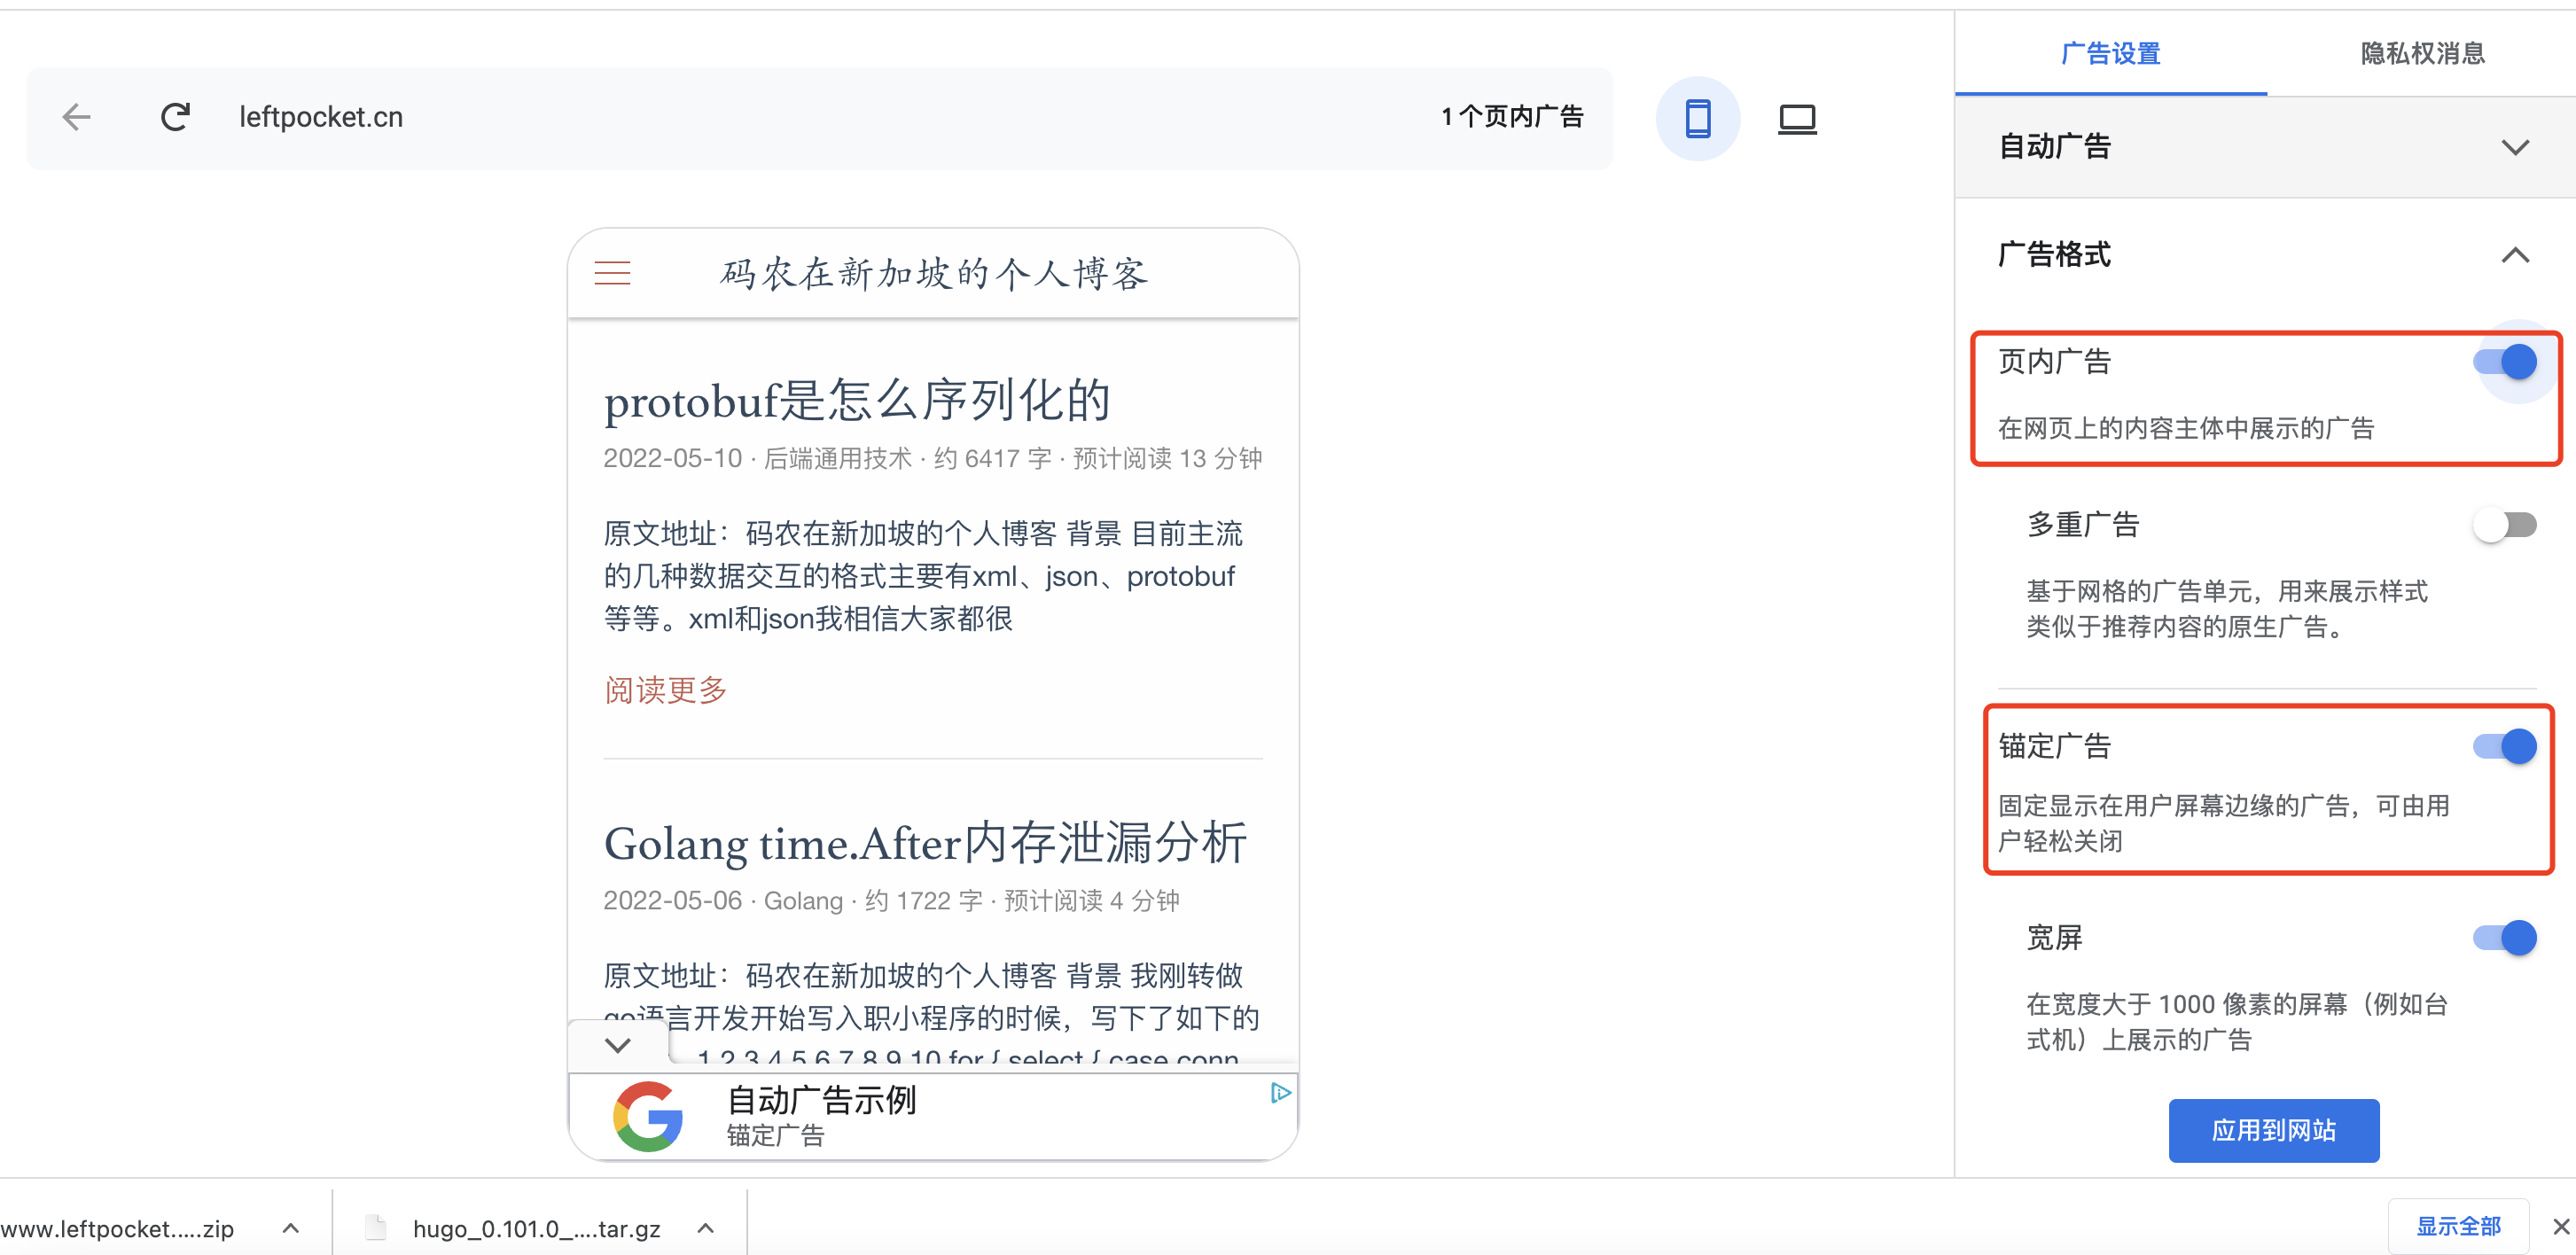 leftpocket.cn
1 个页内广告
码农在新加坡的个人博客
protobuf是怎么序列化的
2022-05-10 · 后端通用技术 · 约 6417 字 · 预计阅读 13 分钟
原文地址：码农在新加坡的个人博客 背景 目前主流
的几种数据交互的格式主要有xml、json、protobuf
等等。xml和json我相信大家都很
阅读更多
Golang time.After内存泄漏分析
2022-05-06 · Golang · 约 1722 字 · 预计阅读 4 分钟
原文地址：码农在新加坡的个人博客 背景 我刚转做
go语言开发开始写入职小程序的时候，写下了如下的
1 2 3 4 5 6 7 8 9 10 for { select { case conn
自动广告示例
锚定广告
广告设置
隐私权消息
自动广告
广告格式
页内广告
在网页上的内容主体中展示的广告
多重广告
基于网格的广告单元，用来展示样式
类似于推荐内容的原生广告。
锚定广告
固定显示在用户屏幕边缘的广告，可由用
户轻松关闭
宽屏
在宽度大于 1000 像素的屏幕（例如台
式机）上展示的广告
应用到网站
www.leftpocket.....zip
hugo_0.101.0_....tar.gz
显示全部